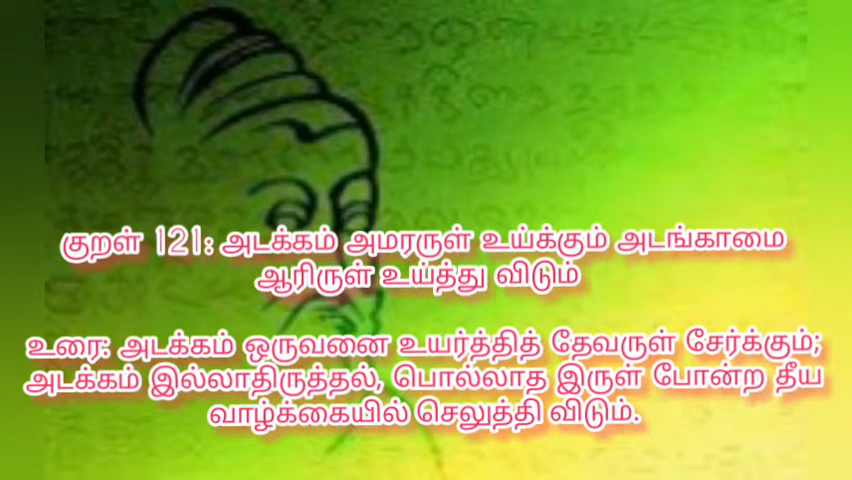 குறள் 121: அடக்கம் அமரருள் உய்க்கும் அடங்காமை
ஆரிருள் உய்த்து விடும்
உரை: அடக்கம் ஒருவனை உயர்த்தித் தேவருள் சேர்க்கும்;
அடக்கம் இல்லாதிருத்தல், பொல்லாத இருள் போன்ற தீய
வாழ்க்கையில் செலுத்தி விடும்.